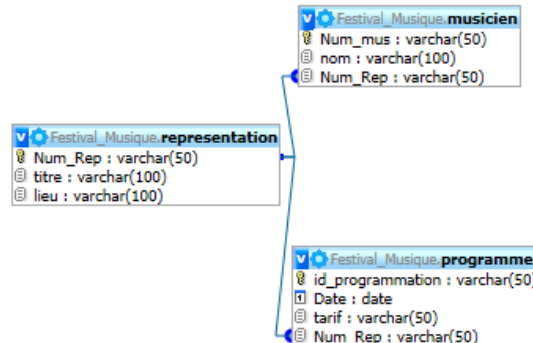 Festival_Musique.musicien
Num_mus : varchar(50)
nom : varchar(100)
Num_Rep : varchar(50)
Festival_Musique.representation
Num_Rep : varchar(50)
titre : varchar(100)
lieu : varchar(100)
Festival_Musique.programme
id_programmation : varchar(50)
Date : date
tarif : varchar(50)
Num_Rep : varchar(50)